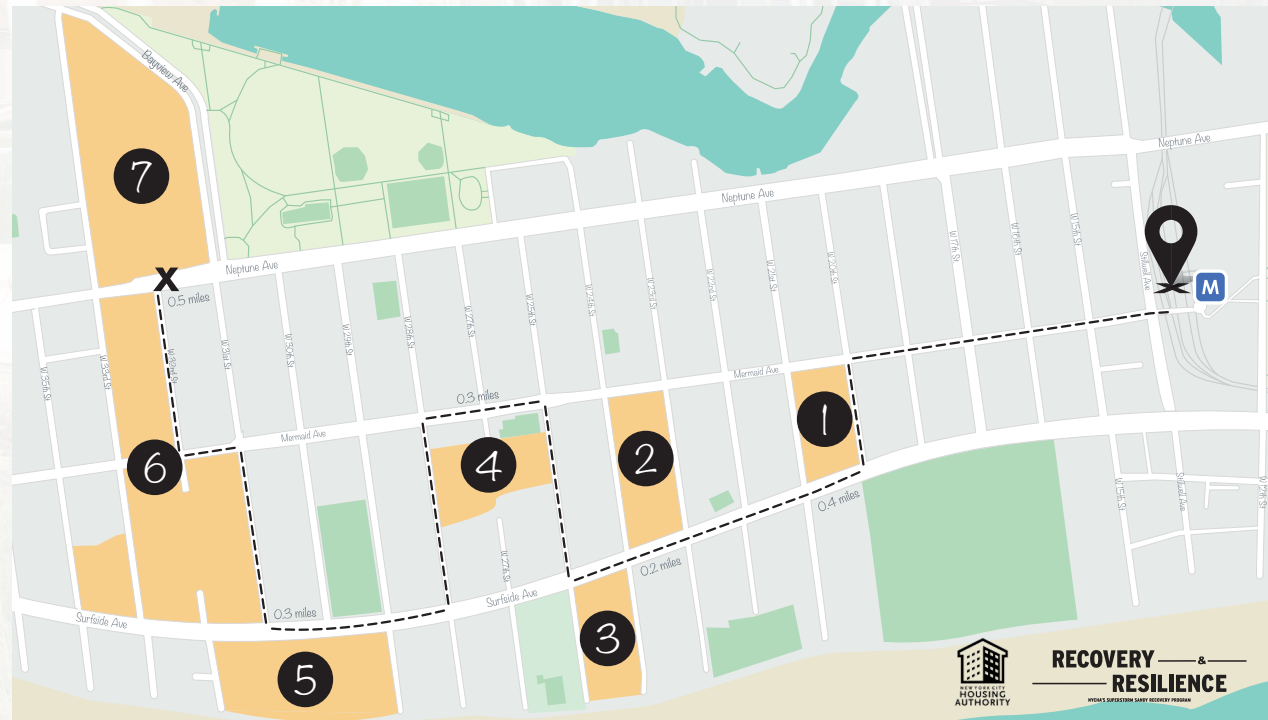 Bayview Ave
7
Neptune Ave
Neptune Ave
Neptune Ave
X
0.5 miles
M
W 35th St
W 33rd St
W 32nd St
W 31st St
W 30th St
W 29th St
W 28th St
W 27th St
W 25th St
W 24th St
W 23rd St
W 22nd St
W 21st St
W 20th St
W 17th St
W 16th St
W 15th St
Stillwell Ave
Mermaid Ave
0.3 miles
Mermaid Ave
1
2
4
6
0.4 miles
W 15th St
Stillwell Ave
W 12th St
W 27th St
0.2 miles
Surfside Ave
0.3 miles
Surfside Ave
3
5
NEW YORK CITY
HOUSING
AUTHORITY
RECOVERY &
RESILIENCE
NYCHA'S SUPERSTORM SANDY RECOVERY PROGRAM